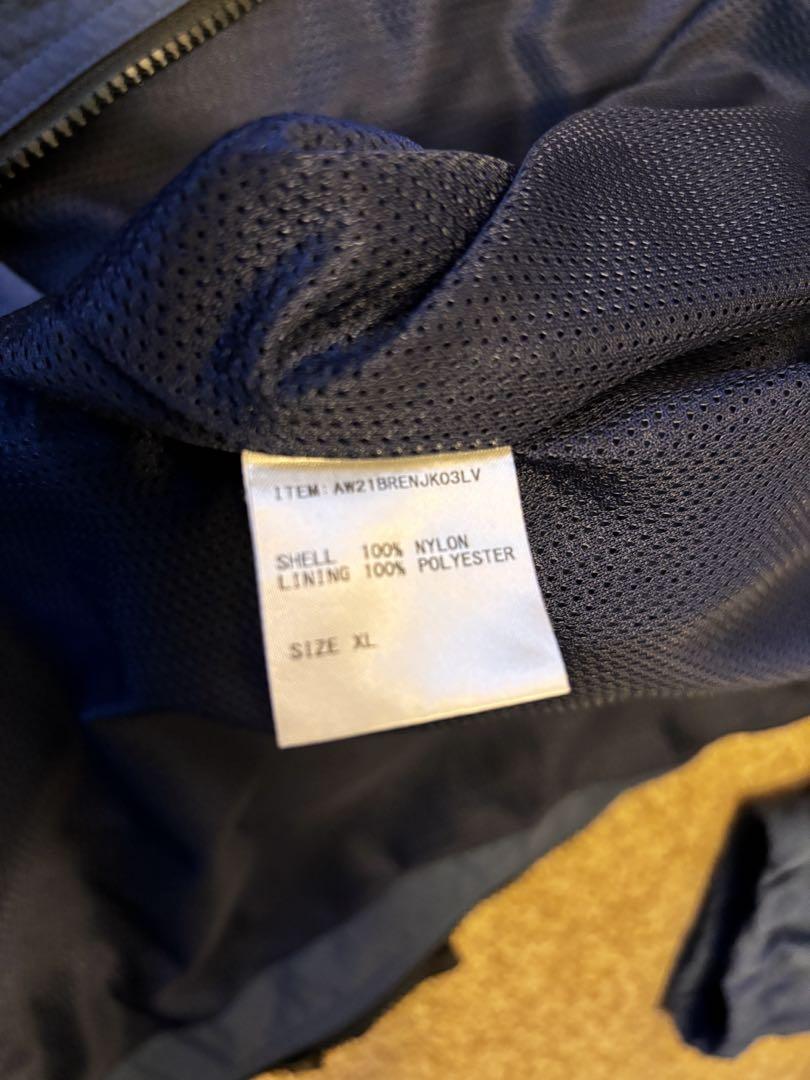 ITEM: AW21BRENJK03LV
SHELL 100% NYLON
LINING 100% POLYESTER
SIZE XL